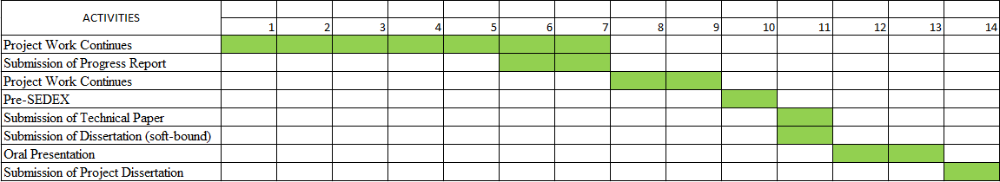 ACTIVITIES
1 2 3 4 5 6 7 8 9 10 11 12 13 14
Project Work Continues
Submission of Progress Report
Project Work Continues
Pre-SEDEX
Submission of Technical Paper
Submission of Dissertation (soft-bound)
Oral Presentation
Submission of Project Dissertation